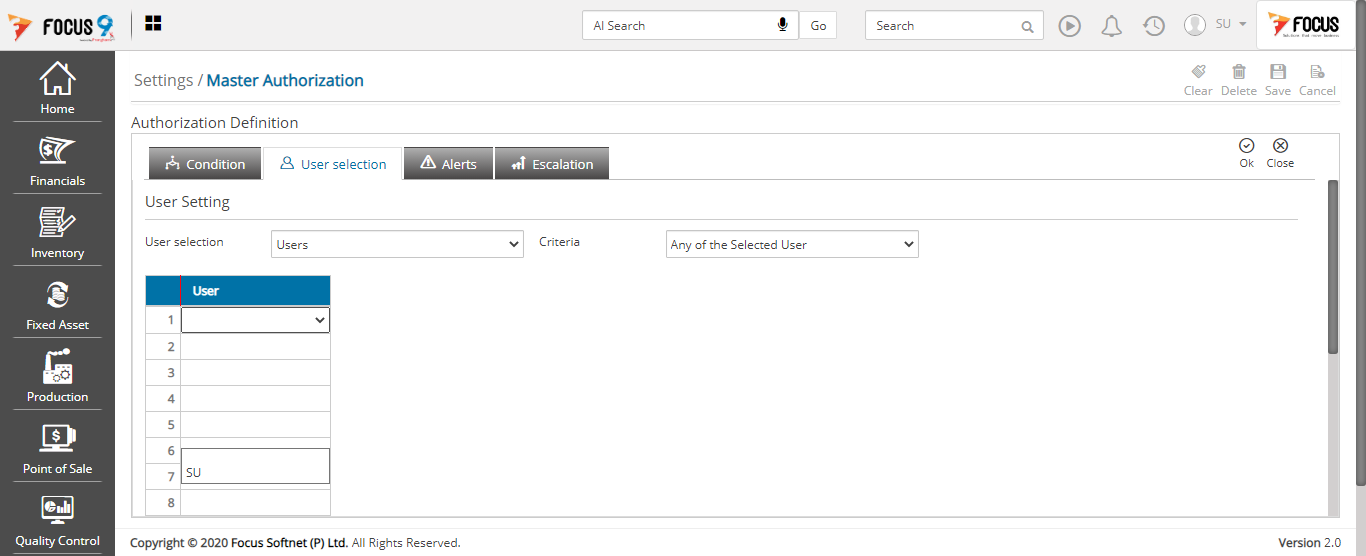 FOCUS 9
AI Search
Go
Search
SU
FOCUS
Home
Financials
Inventory
Fixed Asset
Production
Point of Sale
Quality Control
Settings / Master Authorization
Clear
Delete
Save
Cancel
Authorization Definition
Condition
User selection
Alerts
Escalation
Ok
Close
User Setting
User selection
Users
Criteria
Any of the Selected User
User
1
2
3
4
5
6
7
SU
8
Copyright © 2020 Focus Softnet (P) Ltd. All Rights Reserved.
Version 2.0